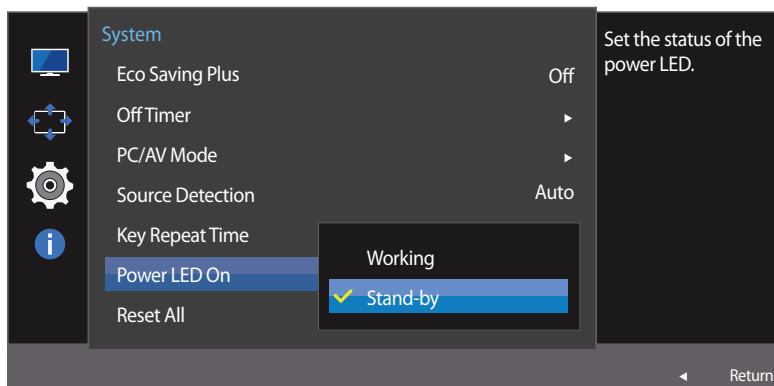 System
Eco Saving Plus Off
Off Timer
PC/AV Mode
Source Detection Auto
Key Repeat Time
Power LED On
Reset All
Working
Stand-by
Set the status of the
power LED.
Return